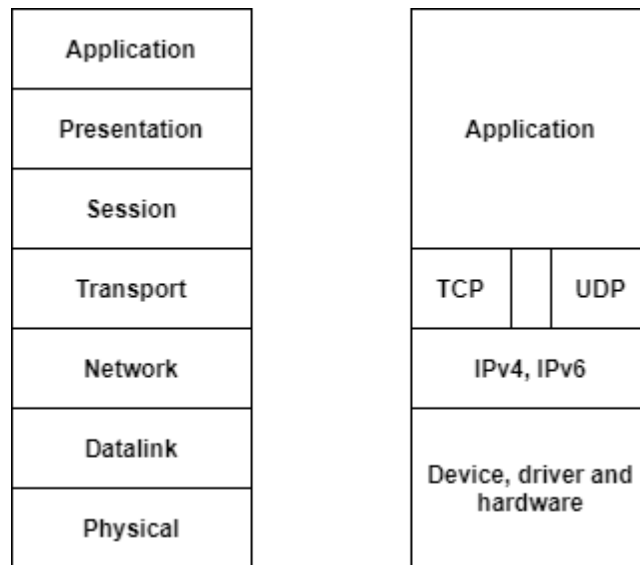 Application
Presentation
Session
Transport
Network
Datalink
Physical
Application
TCP
UDP
IPv4, IPv6
Device, driver and
hardware